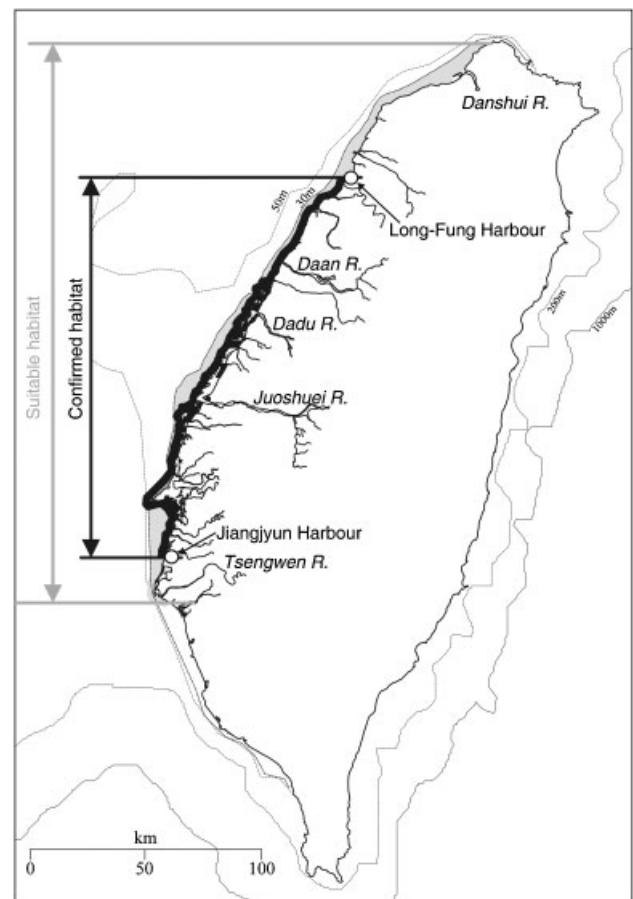 Danshui R.
50m
30m
Long-Fung Harbour
Daan R.
200m
1000m
Dadu R.
Suitable habitat
Confirmed habitat
Juoshuei R.
Jiangjyun Harbour
Tsengwen R.
km
0 50 100